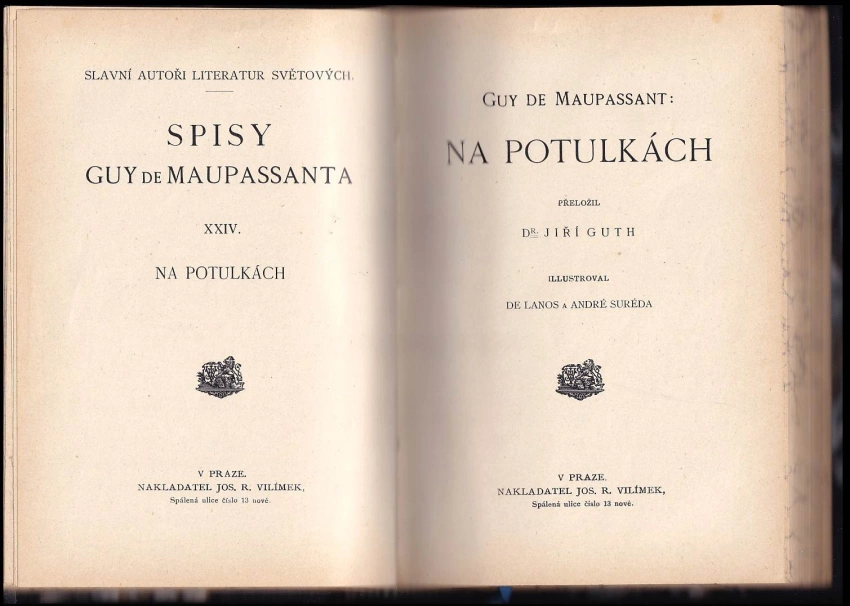 SLAVNÍ AUTOŘI LITERATUR SVĚTOVÝCH.
SPISY
GUY DE MAUPASSANTA
XXIV.
NA POTULKÁCH
V PRAZE.
NAKLADATEL JOS. R. VILÍMEK,
Spálená ulice číslo 13 nové.
GUY DE MAUPASSANT:
NA POTULKÁCH
PŘELOŽIL
DR. JIŘÍ GUTH
ILLUSTROVAL
DE LANOS A ANDRÉ SURÉDA
V PRAZE.
NAKLADATEL JOS. R. VILÍMEK,
Spálená ulice číslo 13 nové.